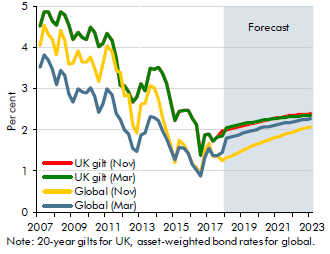 5
4
3
2
1
0
Per cent
Forecast
UK gilt (Nov)
UK gilt (Mar)
Global (Nov)
Global (Mar)
2007 2009 2011 2013 2015 2017 2019 2021 2023
Note: 20-year gilts for UK, asset-weighted bond rates for global.